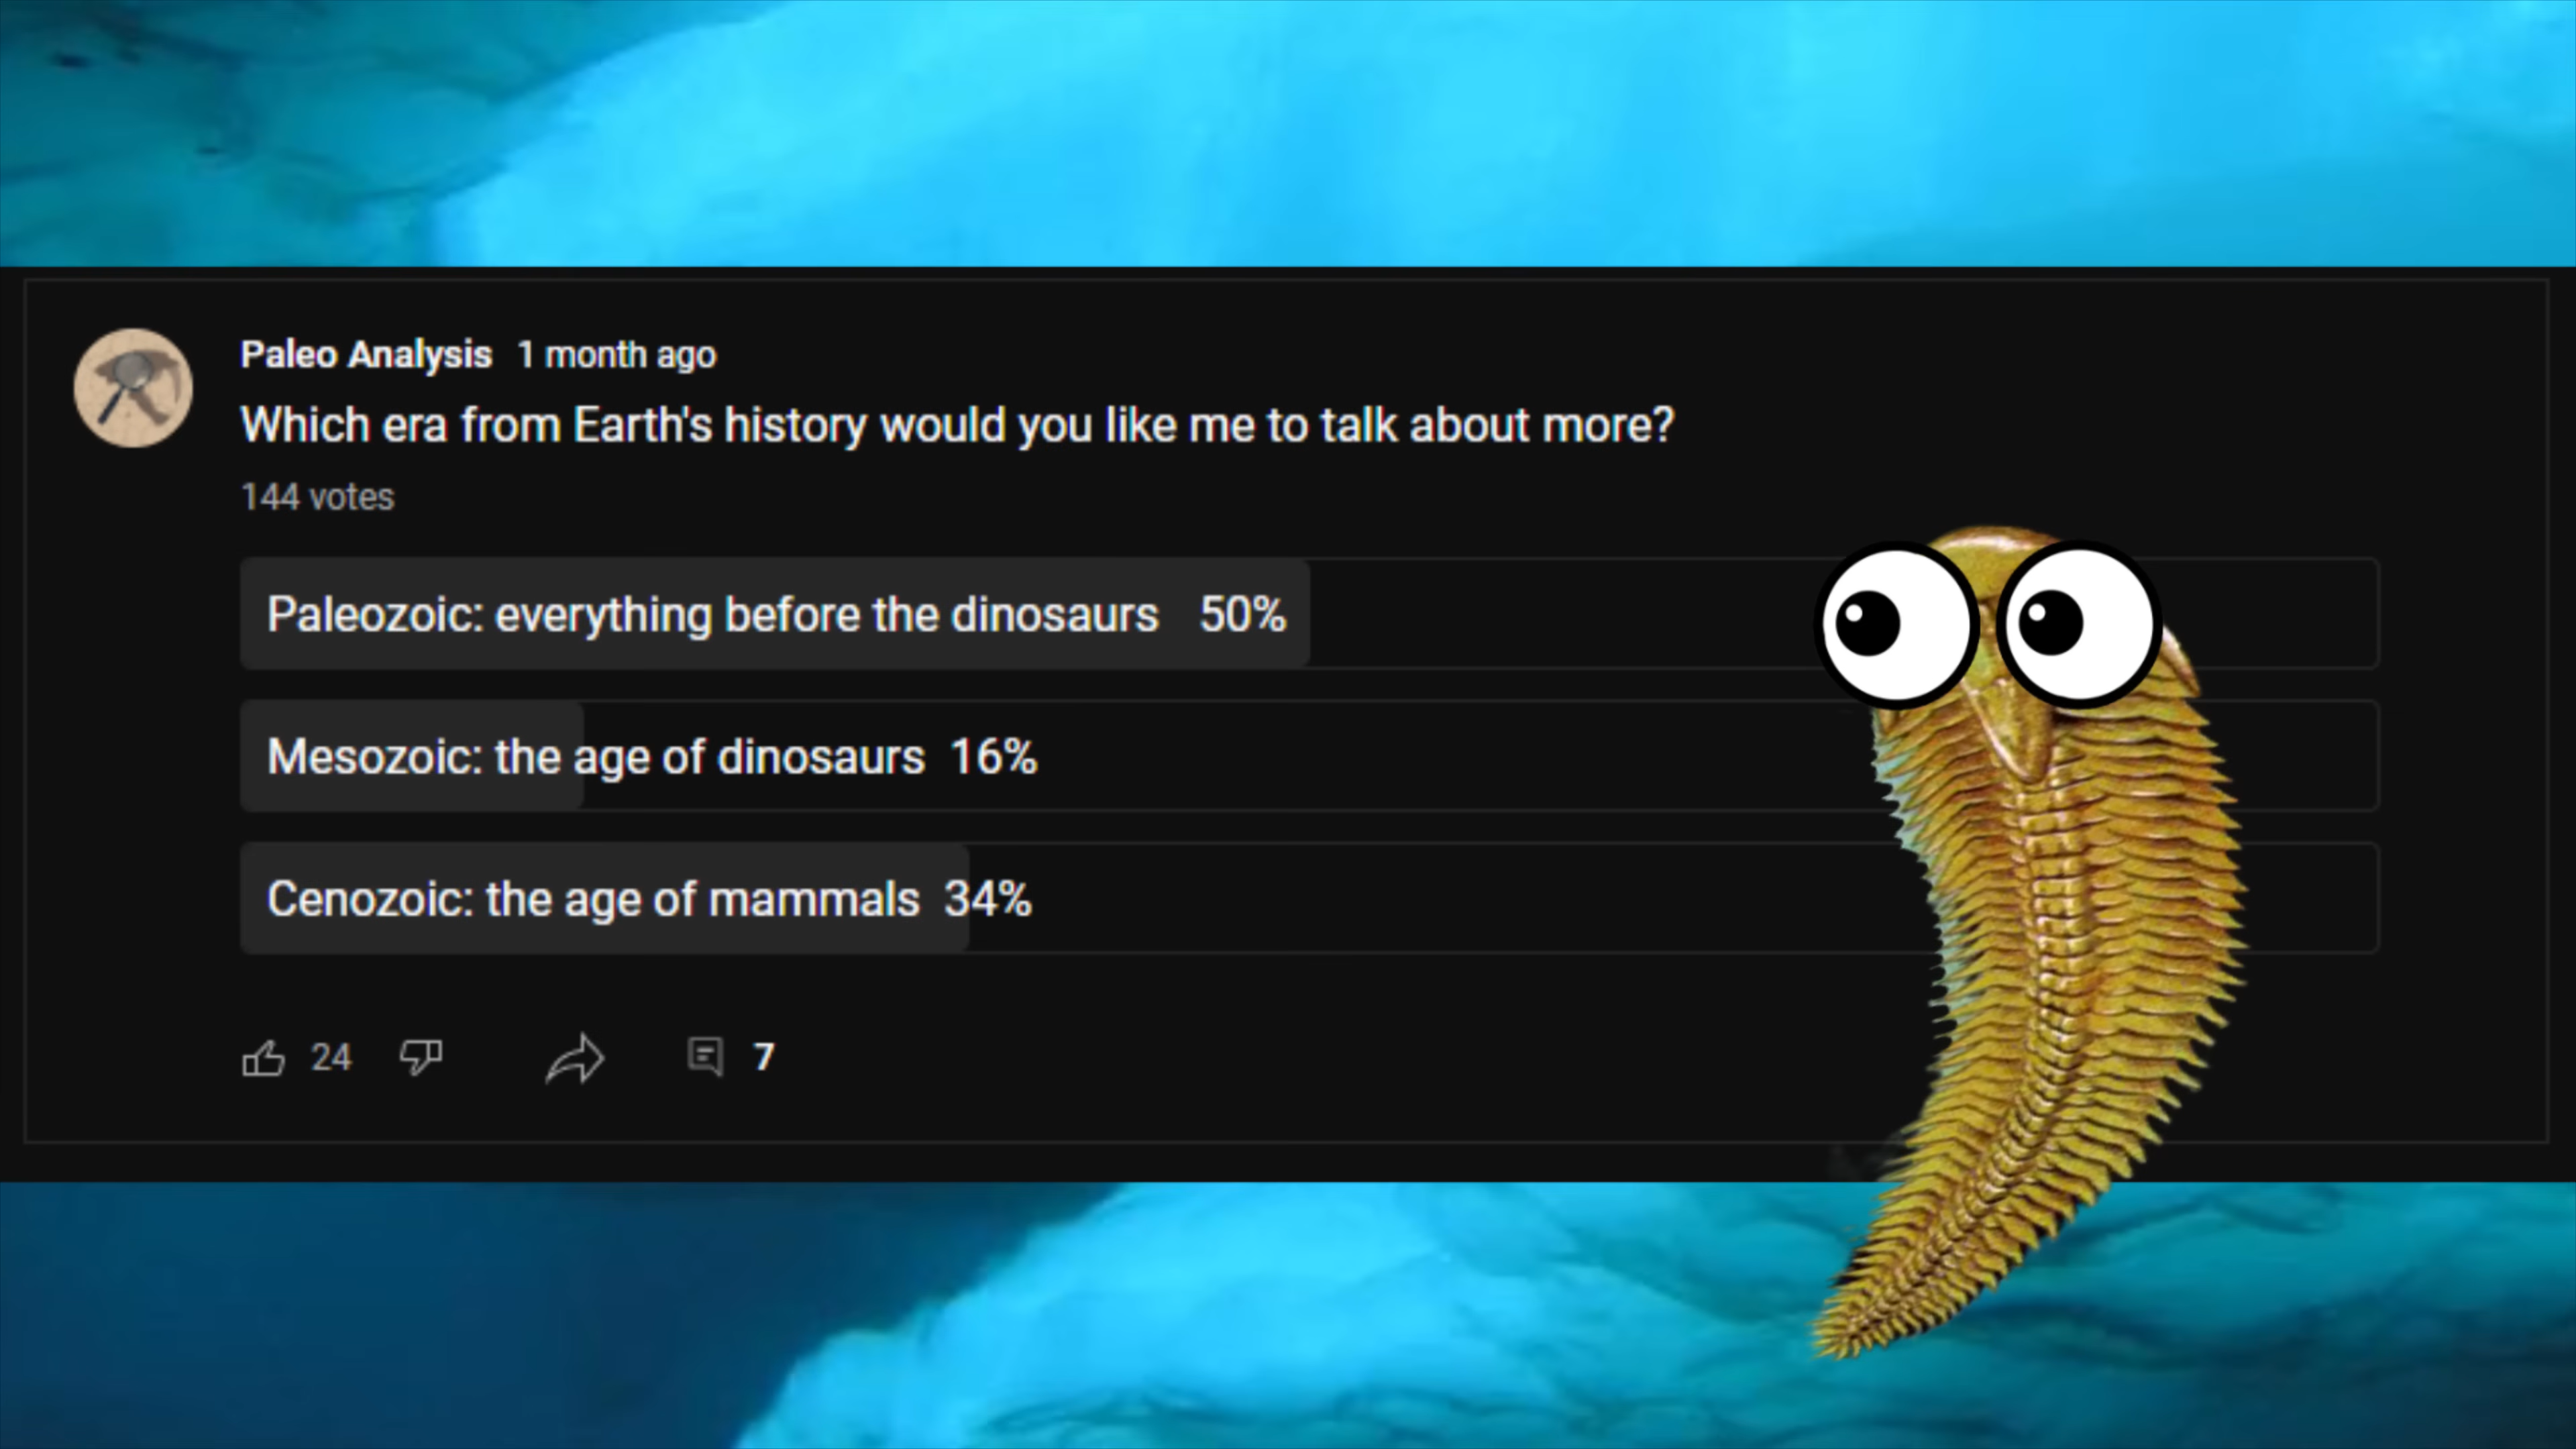 Paleo Analysis 1 month ago
Which era from Earth's history would you like me to talk about more?
144 votes
Paleozoic: everything before the dinosaurs 50%
Mesozoic: the age of dinosaurs 16%
Cenozoic: the age of mammals 34%
24 7